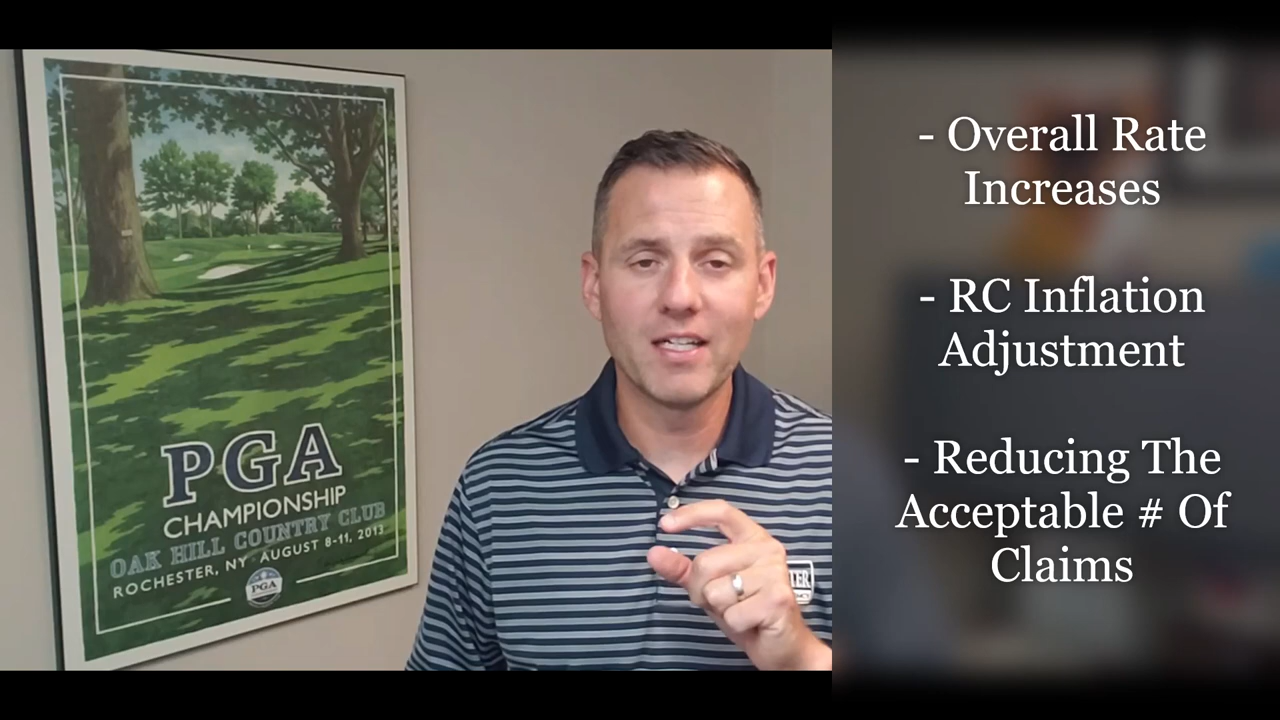 PGA
CHAMPIONSHIP
OAK HILL COUNTRY CLUB
ROCHESTER, NY AUGUST 8-11, 2013
PGA
- Overall Rate
Increases
- RC Inflation
Adjustment
- Reducing The
Acceptable # Of
Claims